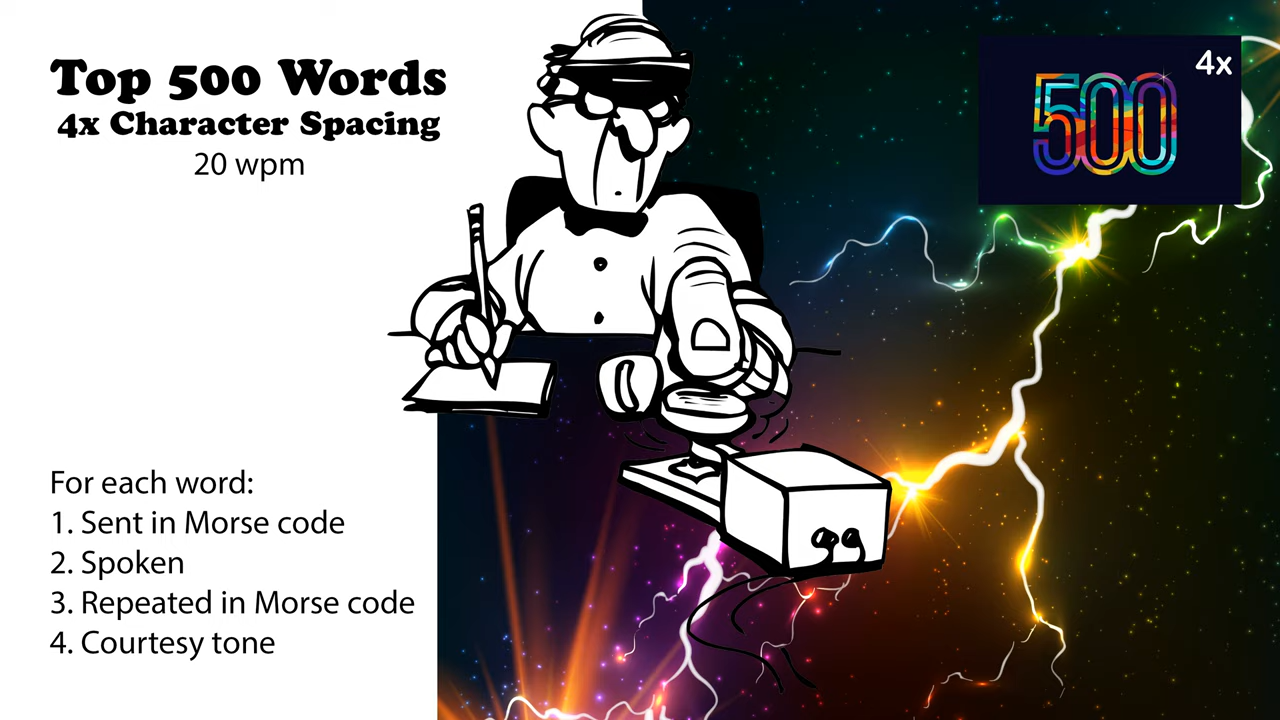 Top 500 Words
4x Character Spacing
20 wpm
4x
500
For each word:
1. Sent in Morse code
2. Spoken
3. Repeated in Morse code
4. Courtesy tone